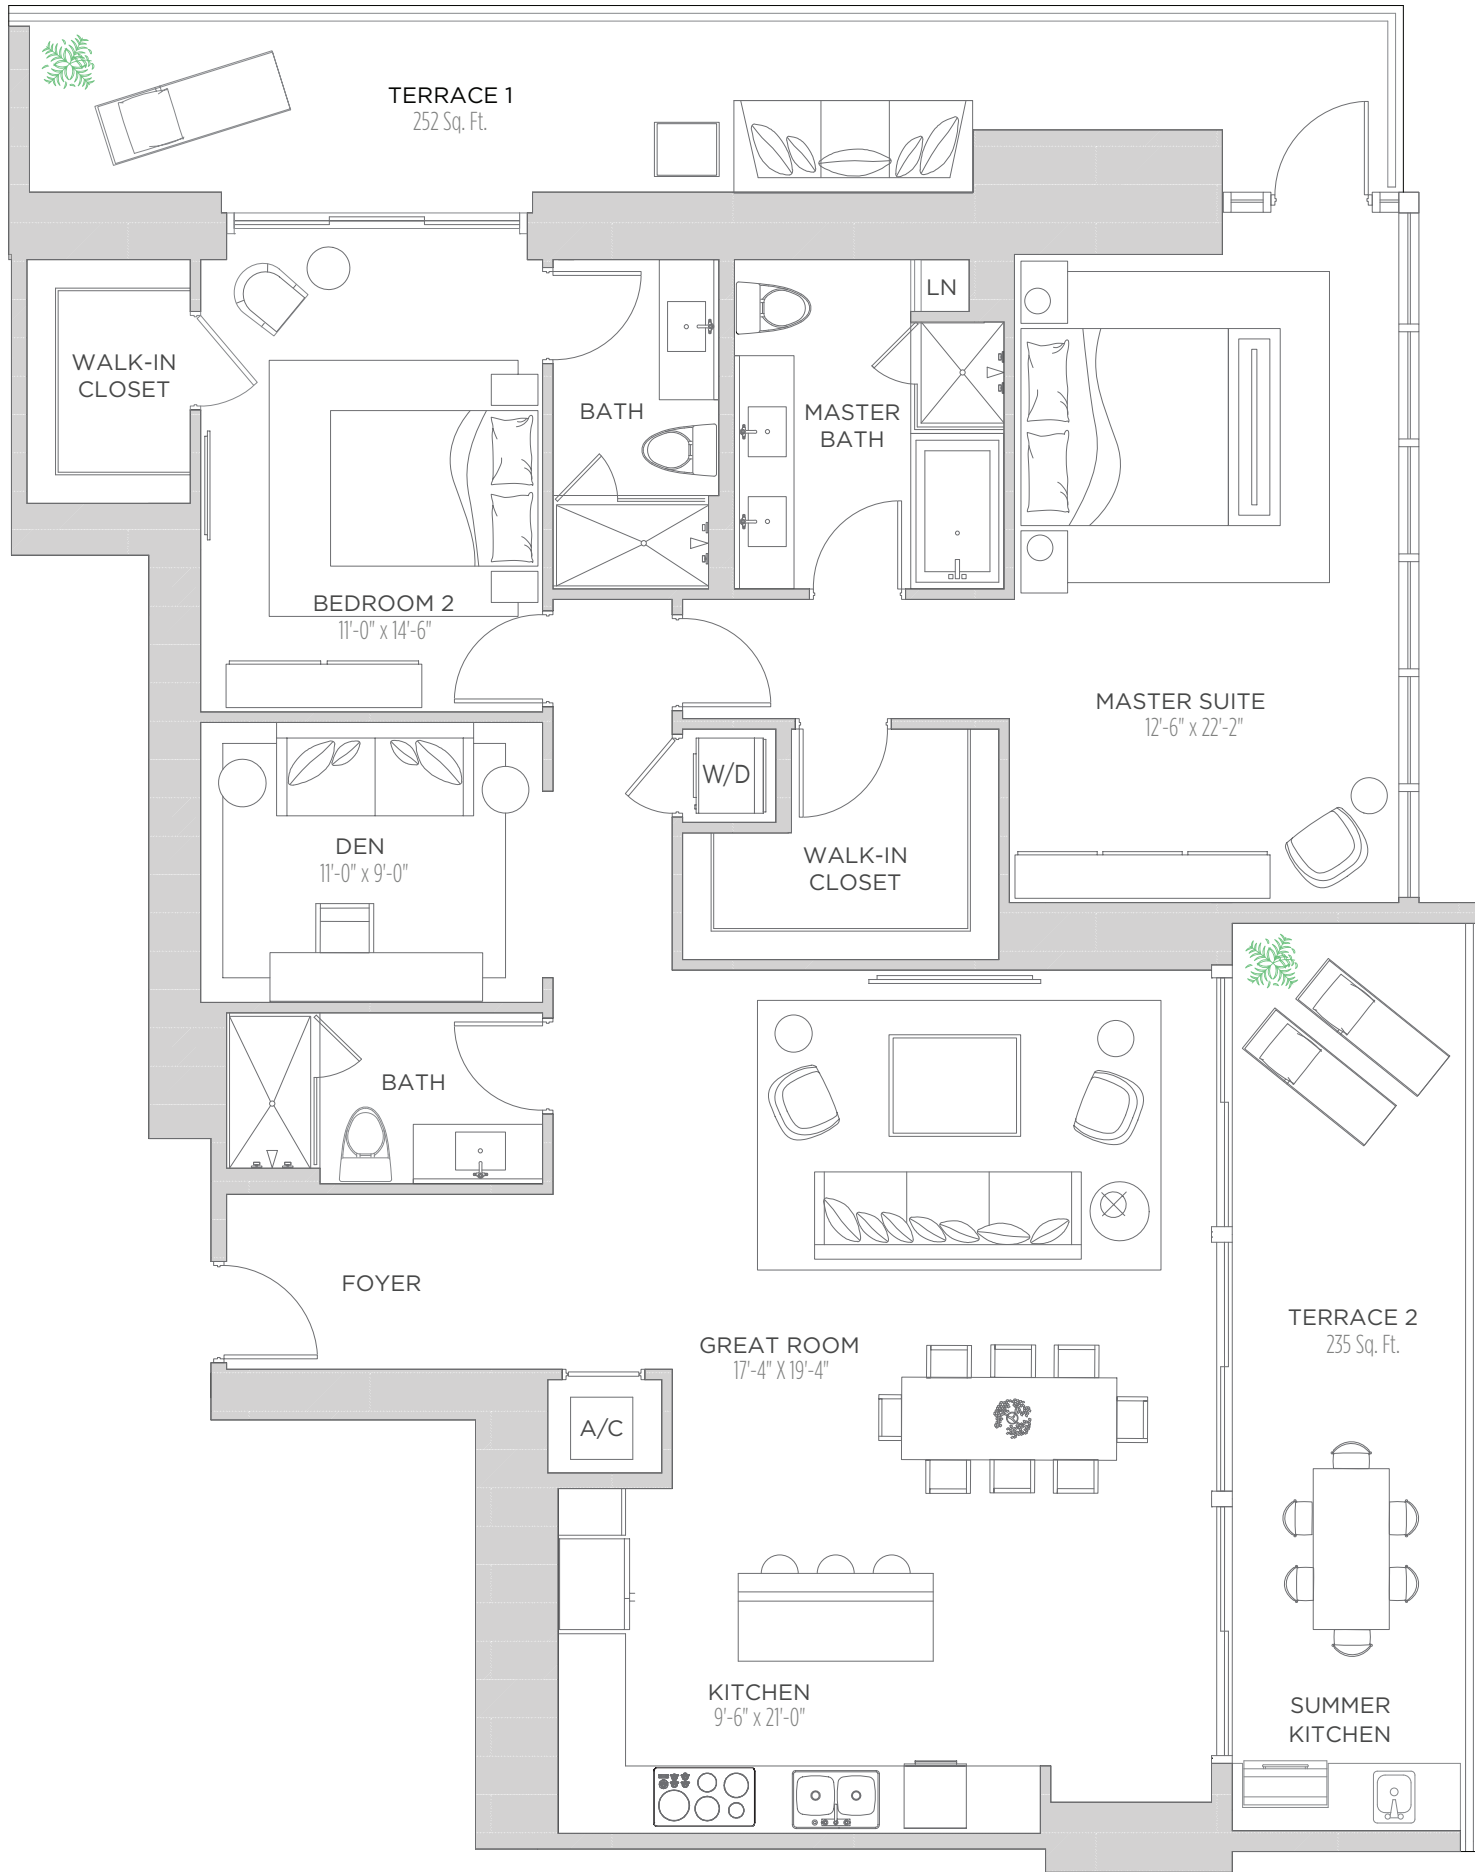 TERRACE 1
252 Sq. Ft.
LN
WALK-IN
CLOSET
BATH
MASTER
BATH
BEDROOM 2
11'-0" x 14'-6"
MASTER SUITE
12'-6" x 22'-2"
W/D
DEN
11'-0" x 9'-0"
WALK-IN
CLOSET
BATH
FOYER
GREAT ROOM
17'-4" X 19'-4"
TERRACE 2
235 Sq. Ft.
A/C
KITCHEN
9'-6" x 21'-0"
SUMMER
KITCHEN